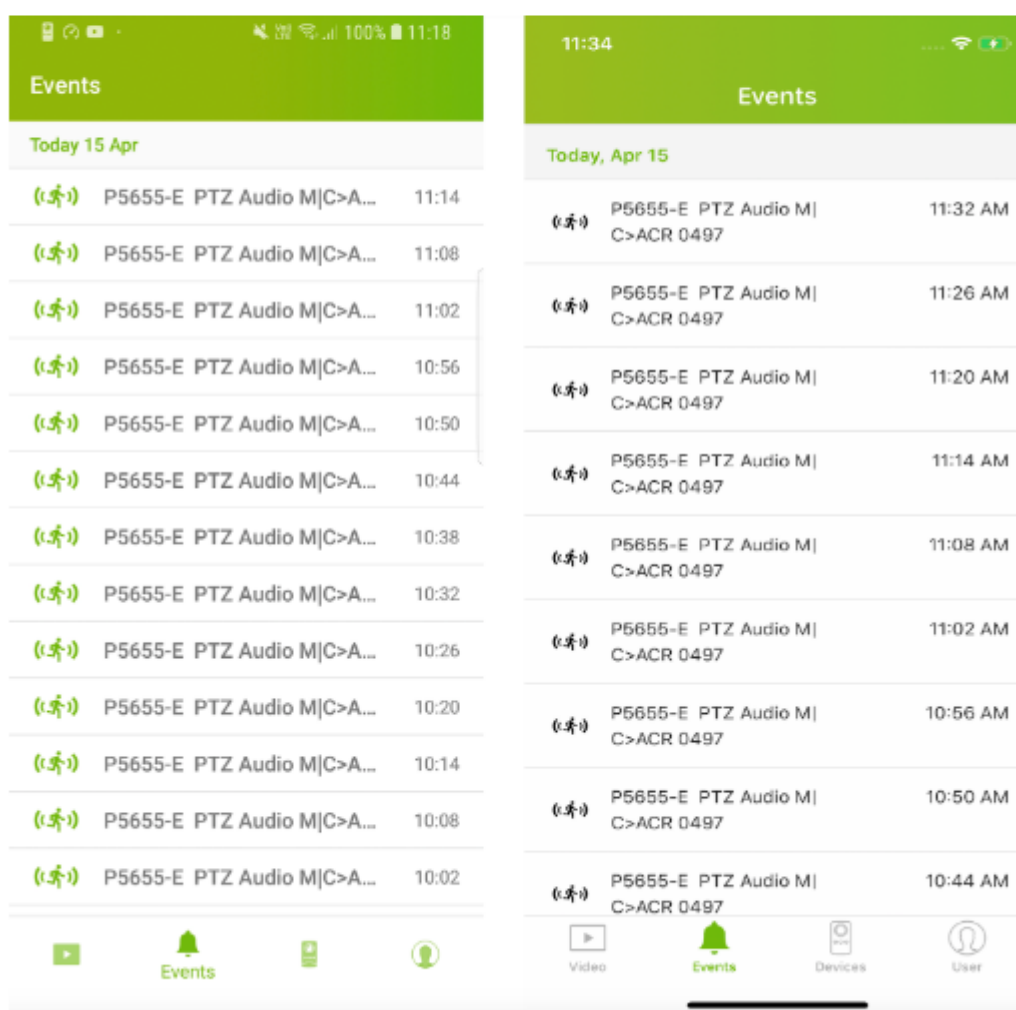 100% 11:18
Events
Today 15 Apr
P5655-E PTZ Audio M|C>A... 11:14
P5655-E PTZ Audio M|C>A... 11:08
P5655-E PTZ Audio M|C>A... 11:02
P5655-E PTZ Audio M|C>A... 10:56
P5655-E PTZ Audio M|C>A... 10:50
P5655-E PTZ Audio M|C>A... 10:44
P5655-E PTZ Audio M|C>A... 10:38
P5655-E PTZ Audio M|C>A... 10:32
P5655-E PTZ Audio M|C>A... 10:26
P5655-E PTZ Audio M|C>A... 10:20
P5655-E PTZ Audio M|C>A... 10:14
P5655-E PTZ Audio M|C>A... 10:08
P5655-E PTZ Audio M|C>A... 10:02
Events
11:34
Events
Today, Apr 15
P5655-E PTZ Audio M| 11:32 AM
C>ACR 0497
P5655-E PTZ Audio M| 11:26 AM
C>ACR 0497
P5655-E PTZ Audio M| 11:20 AM
C>ACR 0497
P5655-E PTZ Audio M| 11:14 AM
C>ACR 0497
P5655-E PTZ Audio M| 11:08 AM
C>ACR 0497
P5655-E PTZ Audio M| 11:02 AM
C>ACR 0497
P5655-E PTZ Audio M| 10:56 AM
C>ACR 0497
P5655-E PTZ Audio M| 10:50 AM
C>ACR 0497
P5655-E PTZ Audio M| 10:44 AM
C>ACR 0497
Video Events Devices User